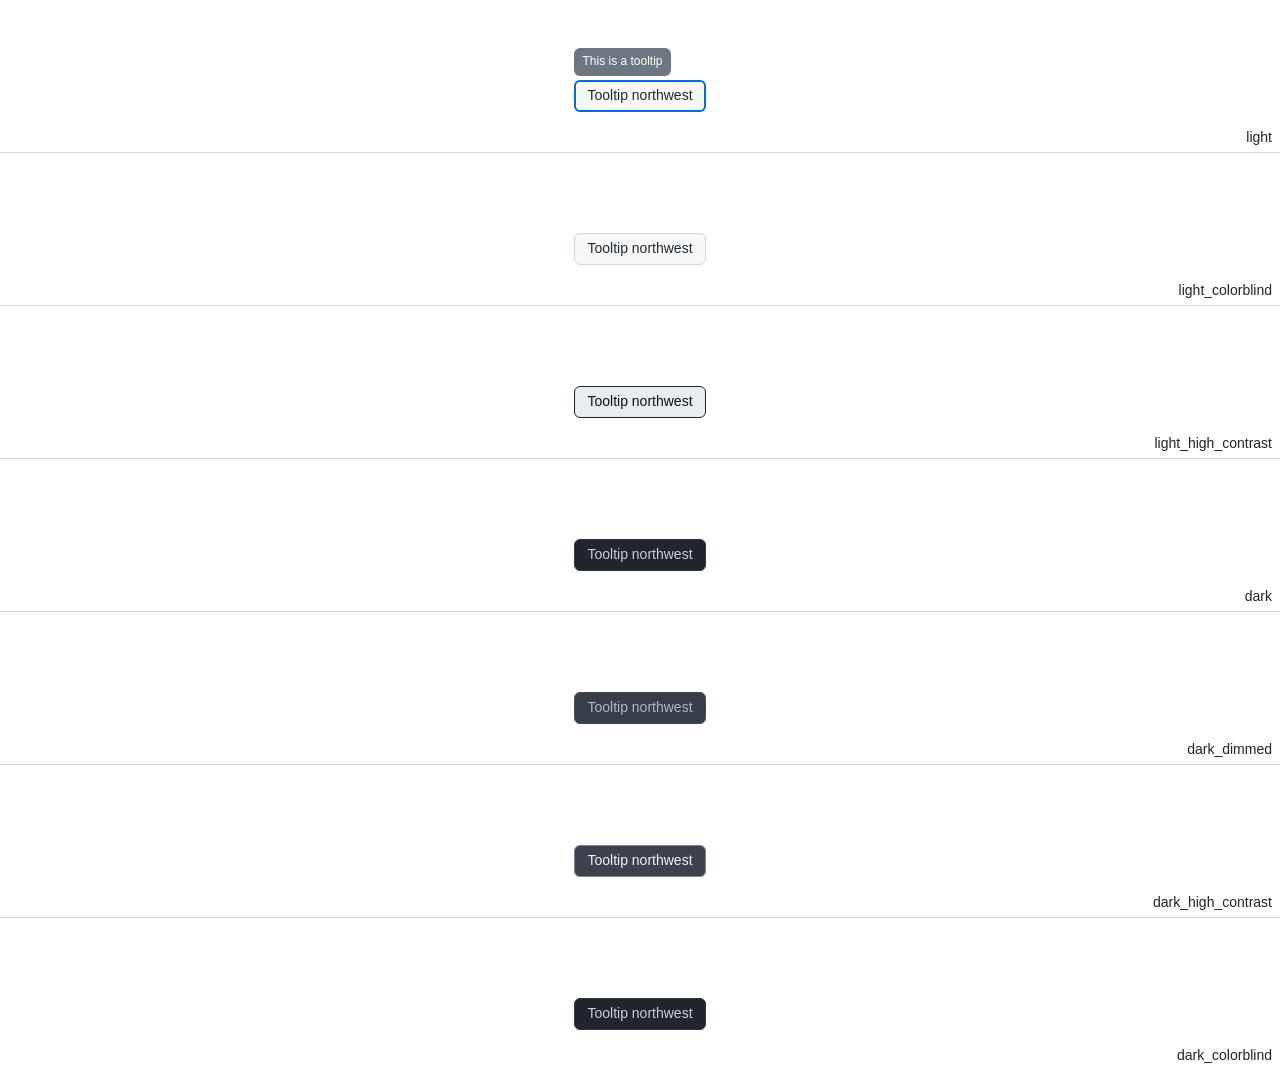 This is a tooltip
Tooltip northwest
light
Tooltip northwest
light_colorblind
Tooltip northwest
light_high_contrast
Tooltip northwest
dark
Tooltip northwest
dark_dimmed
Tooltip northwest
dark_high_contrast
Tooltip northwest
dark_colorblind